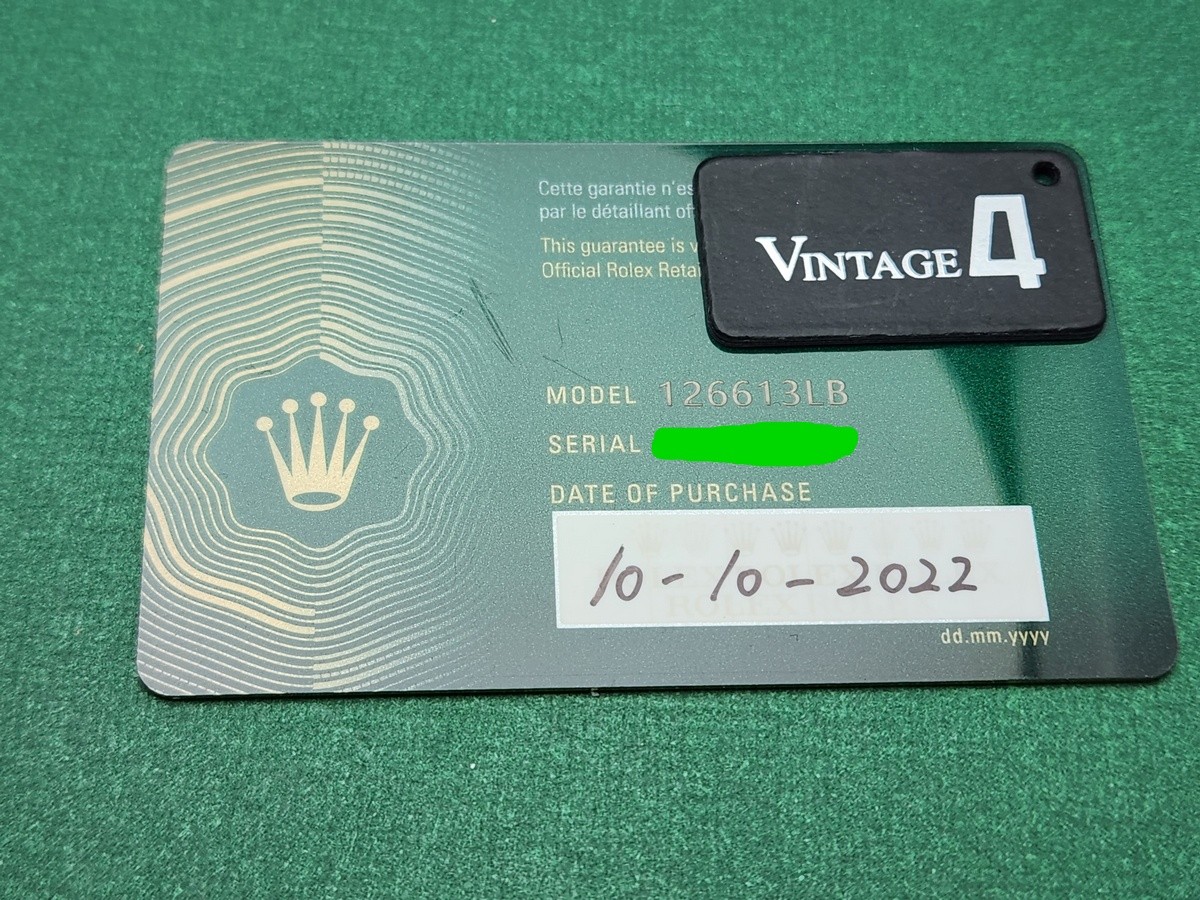 Cette garantie n'es
par le détaillant of
This guarantee is v
Official Rolex Reta
VINTAGE 4
MODEL 126613LB
SERIAL
DATE OF PURCHASE
10-10-2022
dd.mm.yyyy